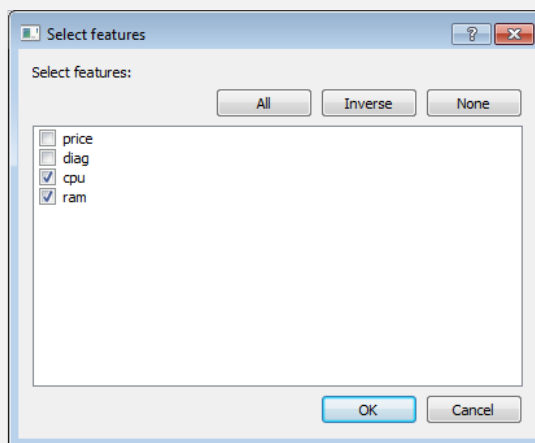 Select features
Select features:
All Inverse None
price
diag
cpu
ram
OK Cancel